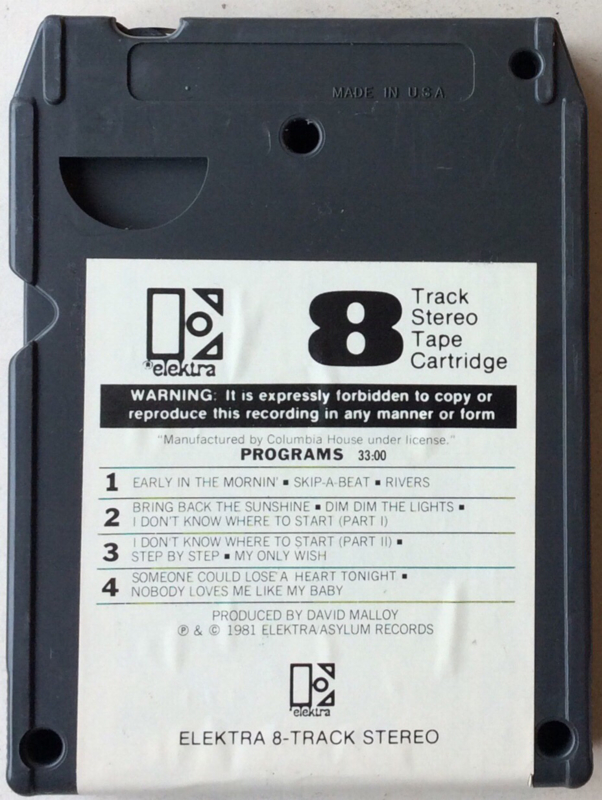 MADE IN USA
elektra
8 Track
Stereo
Tape
Cartridge
WARNING: It is expressly forbidden to copy or
reproduce this recording in any manner or form
"Manufactured by Columbia House under license."
PROGRAMS 33:00
1 EARLY IN THE MORNIN' ▪ SKIP-A-BEAT ▪ RIVERS
2 BRING BACK THE SUNSHINE ▪ DIM DIM THE LIGHTS ▪
I DON'T KNOW WHERE TO START (PART I)
3 I DON'T KNOW WHERE TO START (PART II) ▪
STEP BY STEP ▪ MY ONLY WISH
4 SOMEONE COULD LOSE A HEART TONIGHT ▪
NOBODY LOVES ME LIKE MY BABY
PRODUCED BY DAVID MALLOY
℗ & © 1981 ELEKTRA/ASYLUM RECORDS
elektra
ELEKTRA 8-TRACK STEREO